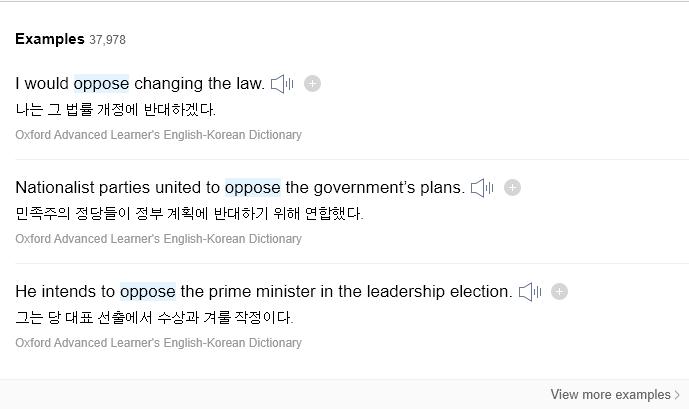 Examples 37,978
I would oppose changing the law.
나는 그 법률 개정에 반대하겠다.
Oxford Advanced Learner's English-Korean Dictionary
Nationalist parties united to oppose the government’s plans.
민족주의 정당들이 정부 계획에 반대하기 위해 연합했다.
Oxford Advanced Learner's English-Korean Dictionary
He intends to oppose the prime minister in the leadership election.
그는 당 대표 선출에서 수상과 겨룰 작정이다.
Oxford Advanced Learner's English-Korean Dictionary
View more examples